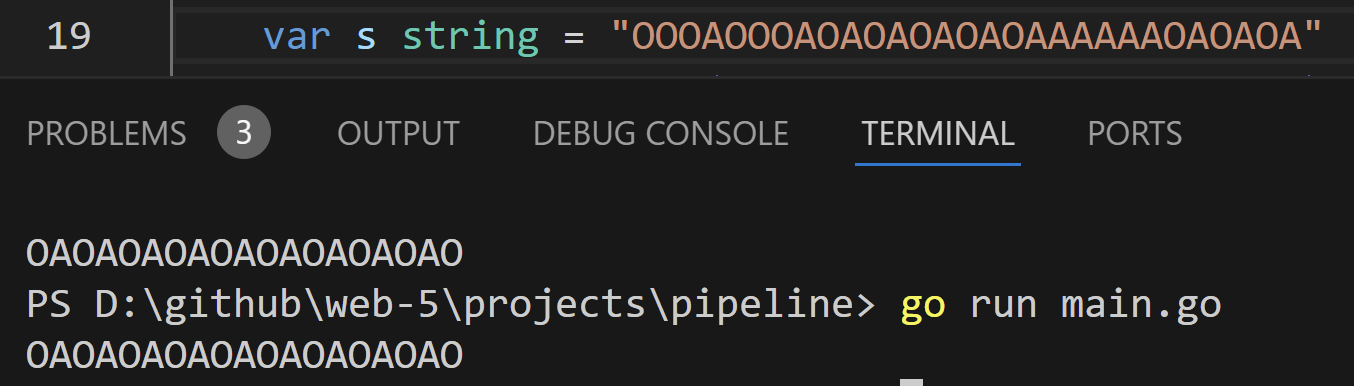 19 var s string = "OOOAOOOAOAOAOAOAOAAAAAAOAOAOA"
PROBLEMS 3 OUTPUT DEBUG CONSOLE TERMINAL PORTS
OAOAOAOAOAOAOAOAOAO
PS D:\github\web-5\projects\pipeline> go run main.go
OAOAOAOAOAOAOAOAOAO